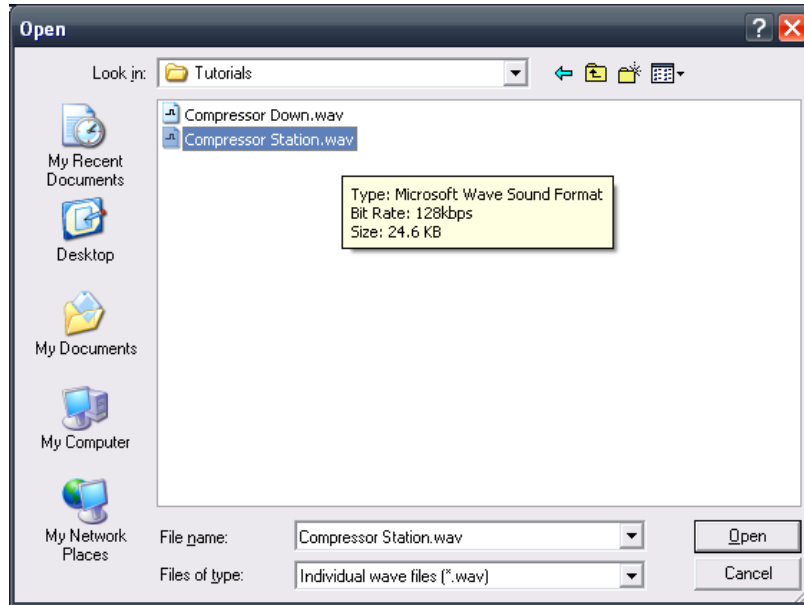 Open
Look in: Tutorials
Compressor Down.wav
Compressor Station.wav
Type: Microsoft Wave Sound Format
Bit Rate: 128kbps
Size: 24.6 KB
My Recent
Documents
Desktop
My Documents
My Computer
My Network
Places
File name: Compressor Station.wav Open
Files of type: Individual wave files (*.wav) Cancel